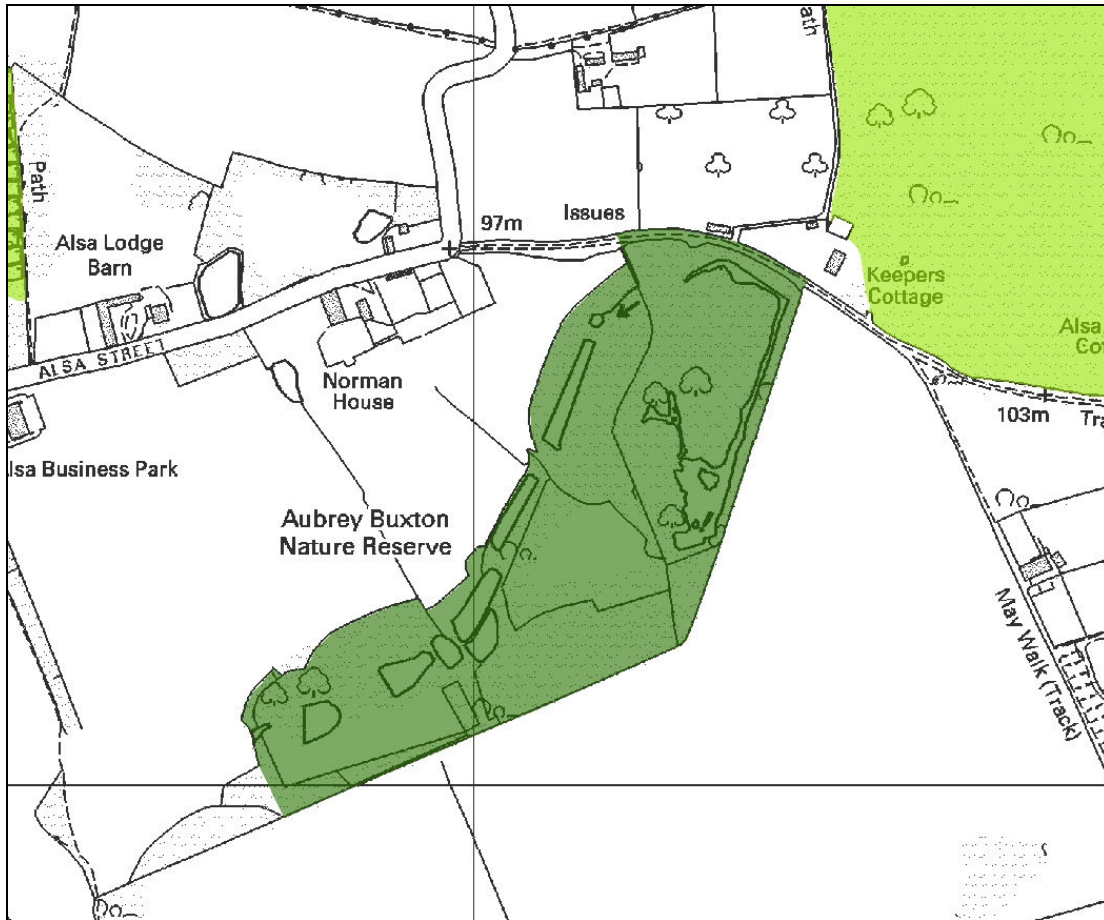 Path
Path
97m
Issues
Alsa Lodge
Barn
Keepers
Cottage
ALSA STREET
Alsa
Norman
House
103m
Business Park
Aubrey Buxton
Nature Reserve
May Walk (Track)